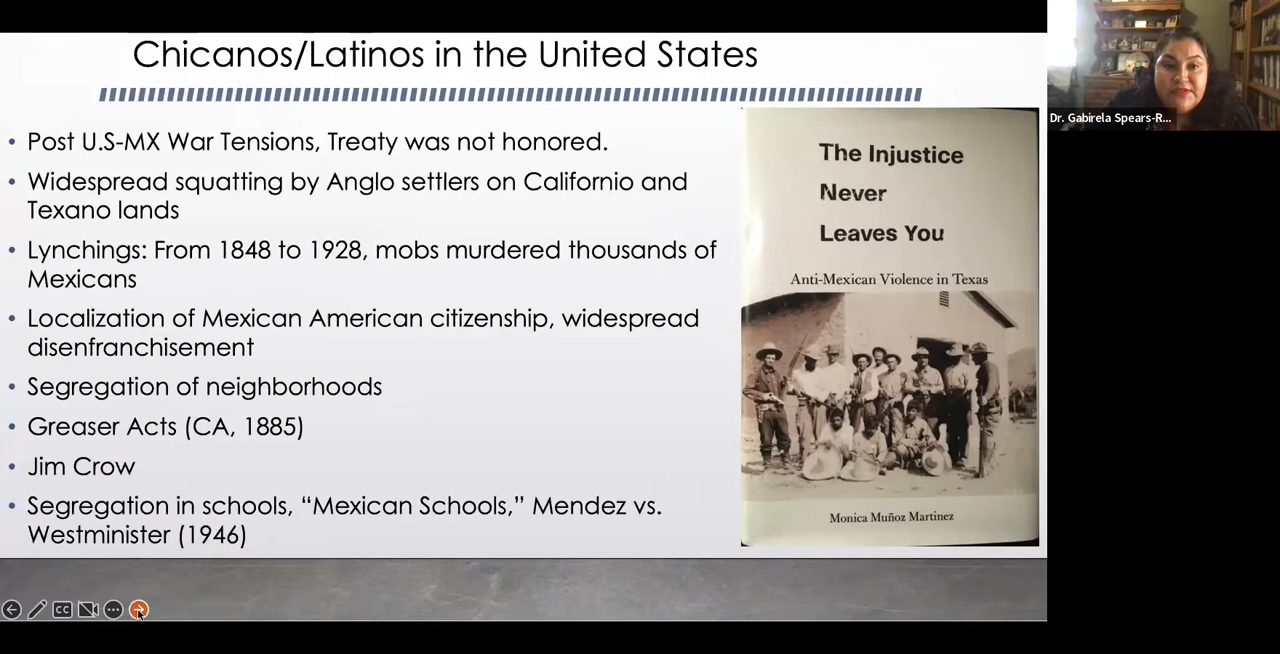 Chicanos/Latinos in the United States
• Post U.S-MX War Tensions, Treaty was not honored.
• Widespread squatting by Anglo settlers on Californio and
Texano lands
• Lynchings: From 1848 to 1928, mobs murdered thousands of
Mexicans
• Localization of Mexican American citizenship, widespread
disenfranchisement
• Segregation of neighborhoods
• Greaser Acts (CA, 1885)
• Jim Crow
• Segregation in schools, “Mexican Schools,” Mendez vs.
Westminister (1946)
The Injustice
Never
Leaves You
Anti-Mexican Violence in Texas
Monica Muñoz Martinez
Dr. Gabirela Spears-R...
CC